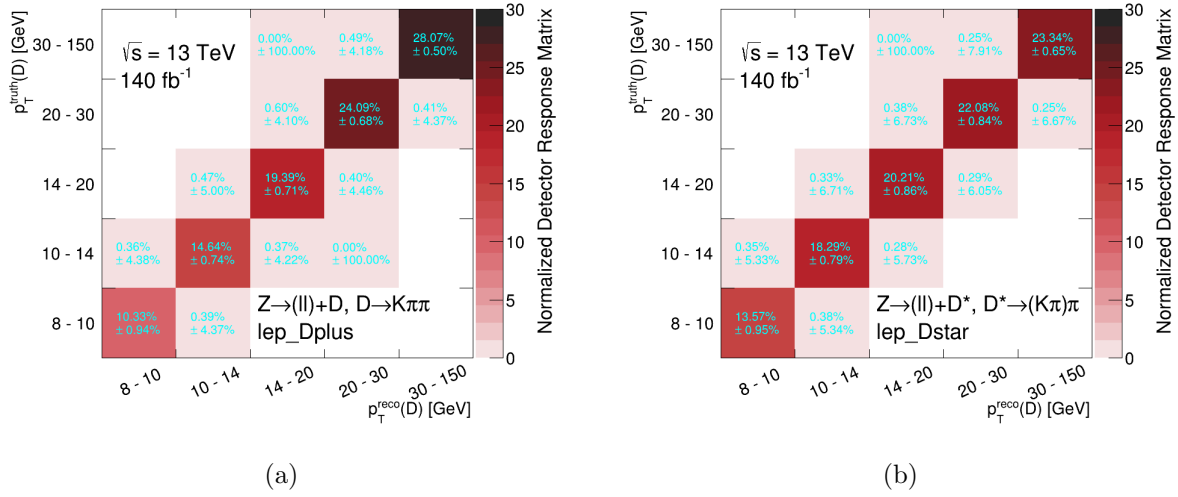 p_T^truth(D) [GeV]
30 - 150
20 - 30
14 - 20
10 - 14
8 - 10
√s = 13 TeV
140 fb⁻¹
0.00% ± 100.00%
0.49% ± 4.18%
28.07% ± 0.50%
0.60% ± 4.10%
24.09% ± 0.68%
0.41% ± 4.37%
0.47% ± 5.00%
19.39% ± 0.71%
0.40% ± 4.46%
0.36% ± 4.38%
14.64% ± 0.74%
0.37% ± 4.22%
0.00% ± 100.00%
10.33% ± 0.94%
0.39% ± 4.37%
Z→(ll)+D, D→Kππ
lep_Dplus
8 - 10
10 - 14
14 - 20
20 - 30
30 - 150
p_T^reco(D) [GeV]
30
25
20
15
10
5
0
Normalized Detector Response Matrix
(a)
p_T^truth(D) [GeV]
30 - 150
20 - 30
14 - 20
10 - 14
8 - 10
√s = 13 TeV
140 fb⁻¹
0.00% ± 100.00%
0.25% ± 7.91%
23.34% ± 0.65%
0.38% ± 6.73%
22.08% ± 0.84%
0.25% ± 6.67%
0.33% ± 6.71%
20.21% ± 0.86%
0.29% ± 6.05%
0.35% ± 5.33%
18.29% ± 0.79%
0.28% ± 5.73%
13.57% ± 0.95%
0.38% ± 5.34%
Z→(ll)+D*, D*→(Kπ)π
lep_Dstar
8 - 10
10 - 14
14 - 20
20 - 30
30 - 150
p_T^reco(D) [GeV]
30
25
20
15
10
5
0
Normalized Detector Response Matrix
(b)